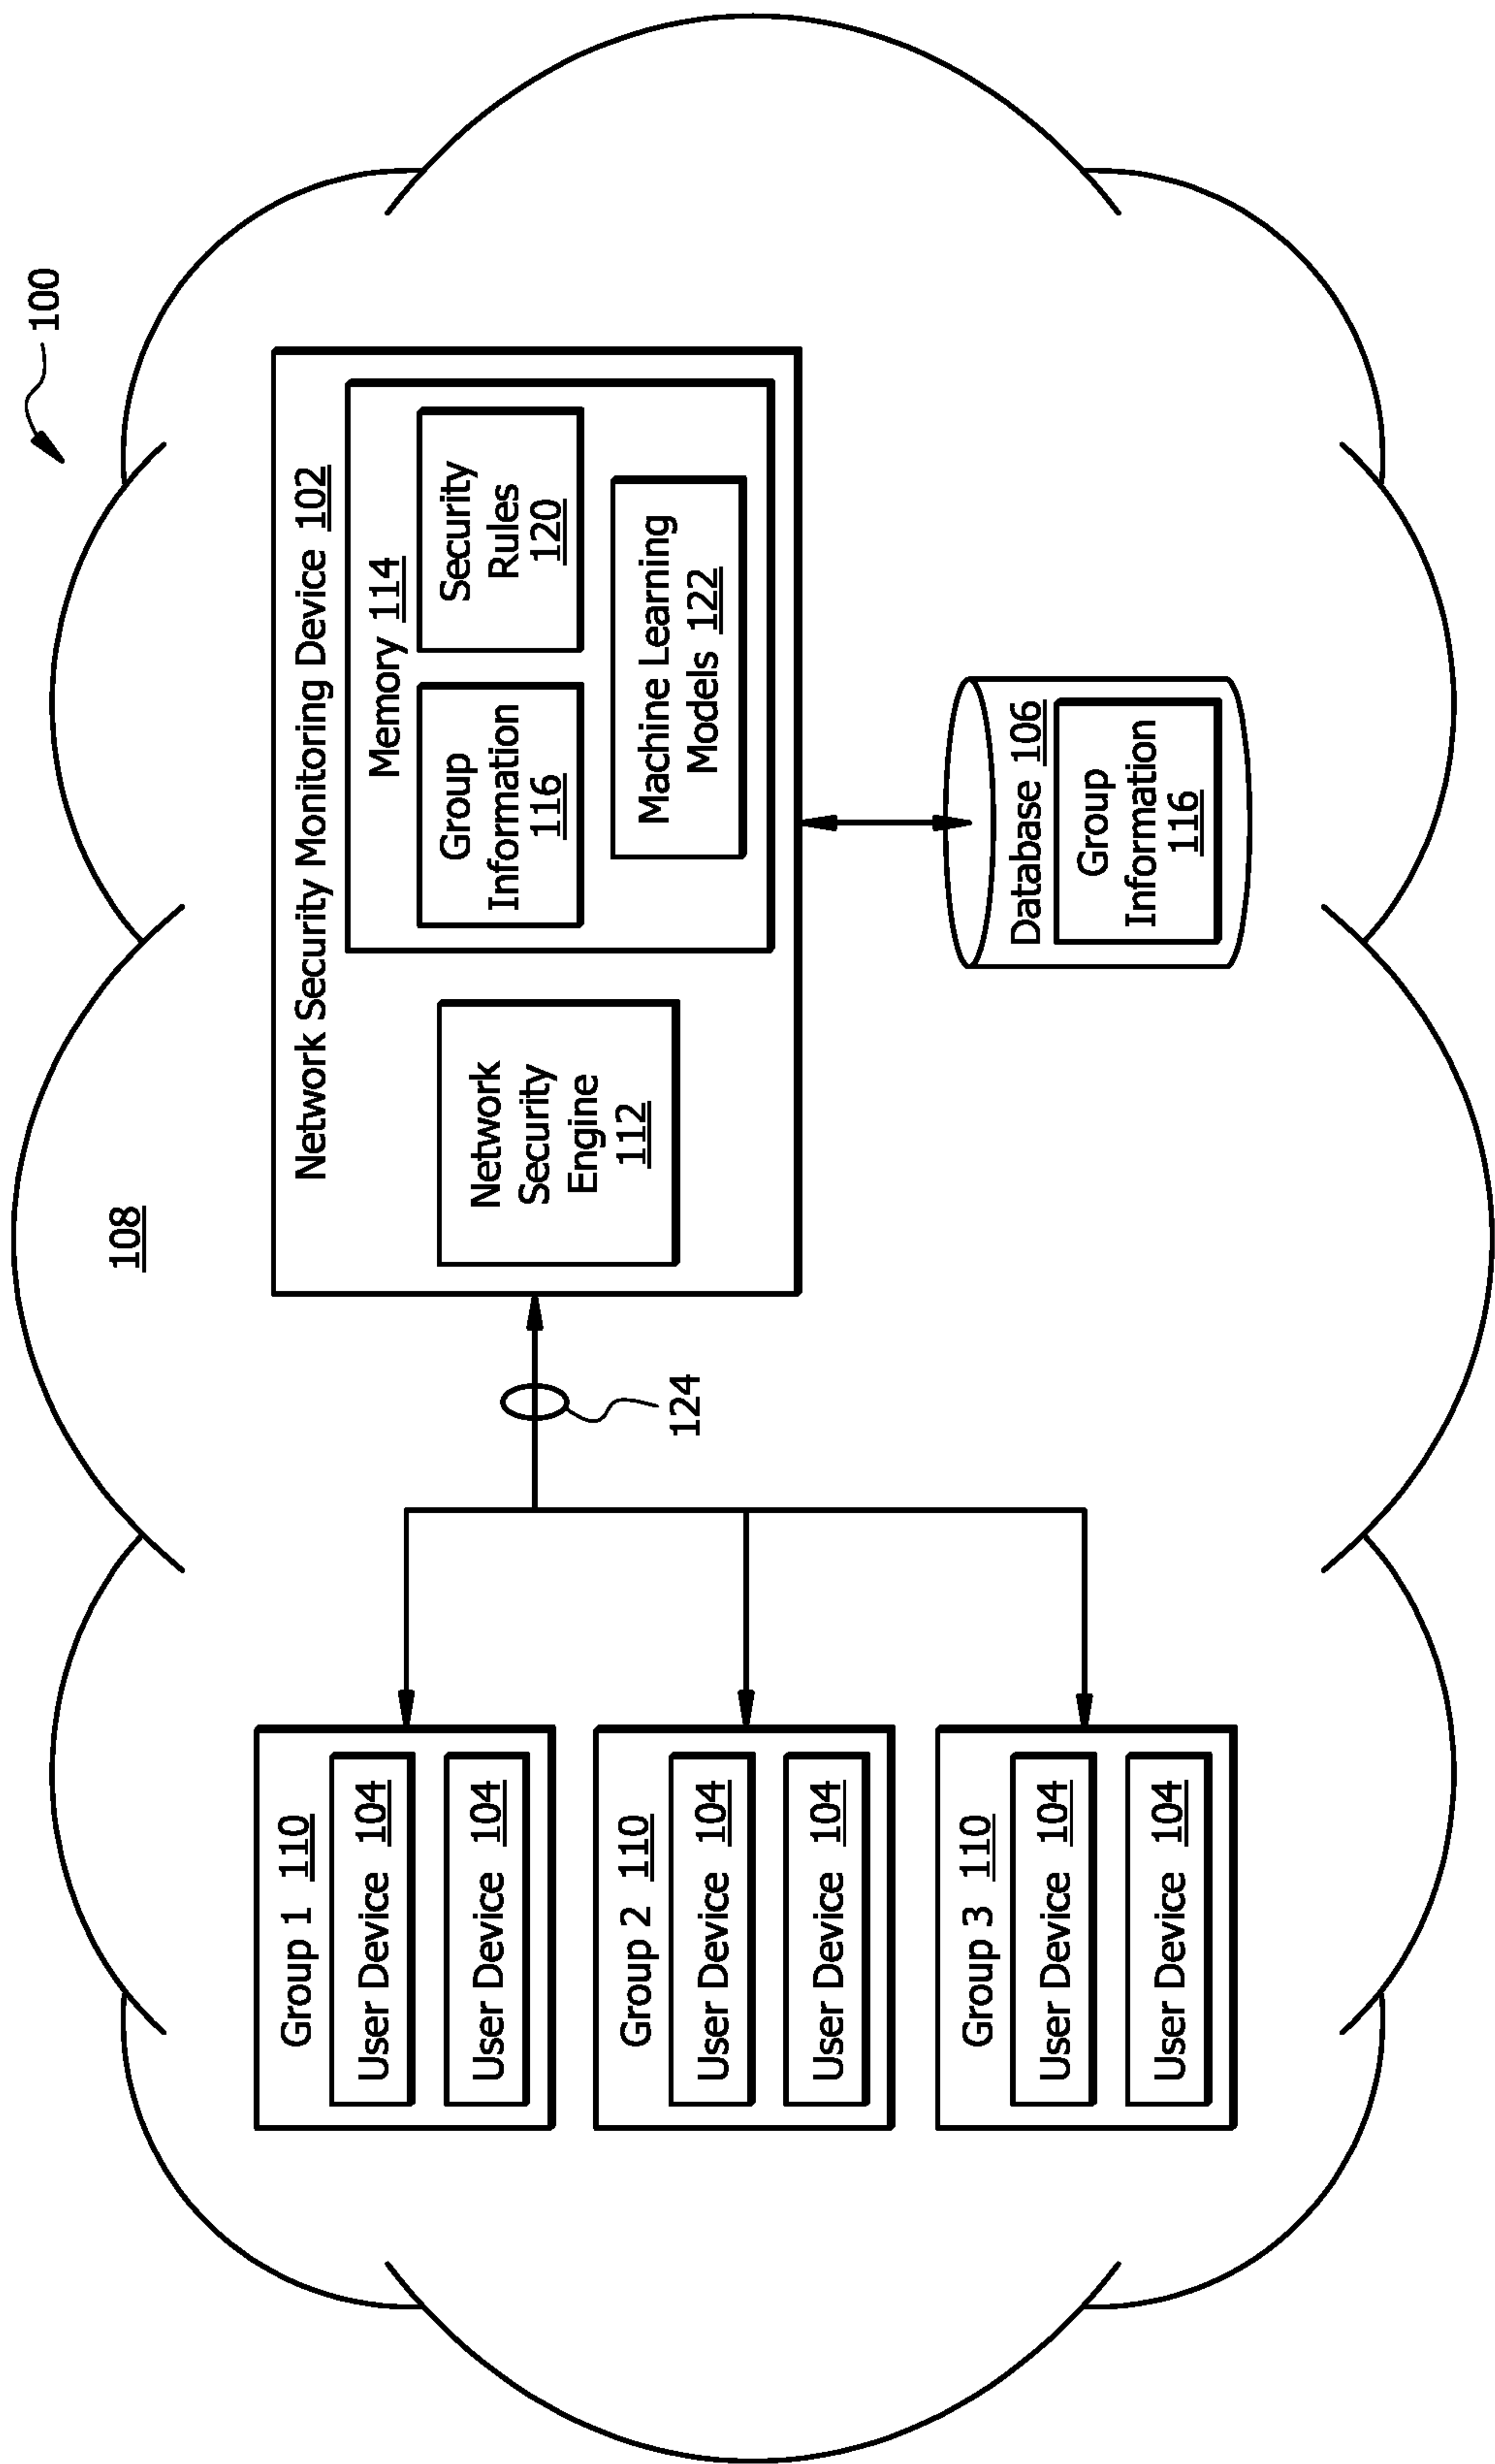 100
108
Group 1 110
User Device 104
User Device 104
Group 2 110
User Device 104
User Device 104
Group 3 110
User Device 104
User Device 104
124
Network Security Monitoring Device 102
Network
Security
Engine
112
Memory 114
Group
Information
116
Security
Rules
120
Machine Learning
Models 122
Database 106
Group
Information
116